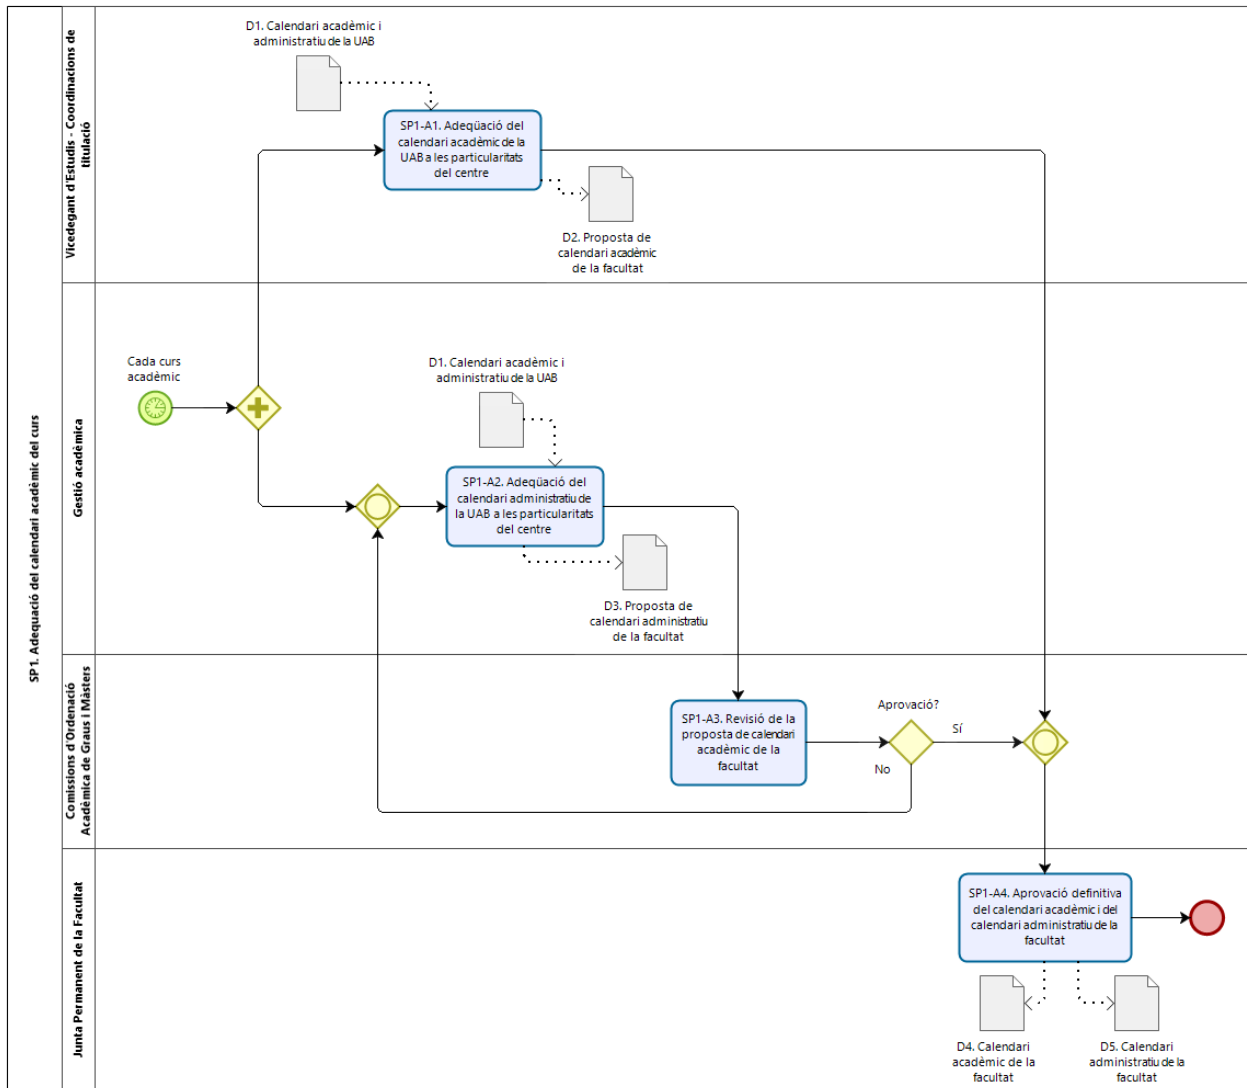 SP1. Adequació del calendari acadèmic del curs
Vicedegant d'Estudis - Coordinacions de
titulació
D1. Calendari acadèmic i
administratiu de la UAB
SP1-A1. Adeqüació del
calendari acadèmic de la
UAB a les particularitats
del centre
D2. Proposta de
calendari acadèmic
de la facultat
Gestió acadèmica
Cada curs
acadèmic
D1. Calendari acadèmic i
administratiu de la UAB
SP1-A2. Adeqüació del
calendari administratiu de
la UAB a les particularitats
del centre
D3. Proposta de
calendari administratiu
de la facultat
Comissions d'Ordenació
Acadèmica de Graus i Màsters
SP1-A3. Revisió de la
proposta de calendari
acadèmic de la
facultat
Aprovació?
Sí
No
Junta Permanent de la Facultat
SP1-A4. Aprovació definitiva
del calendari acadèmic i del
calendari administratiu de la
facultat
D4. Calendari
acadèmic de la
facultat
D5. Calendari
administratiu de la
facultat